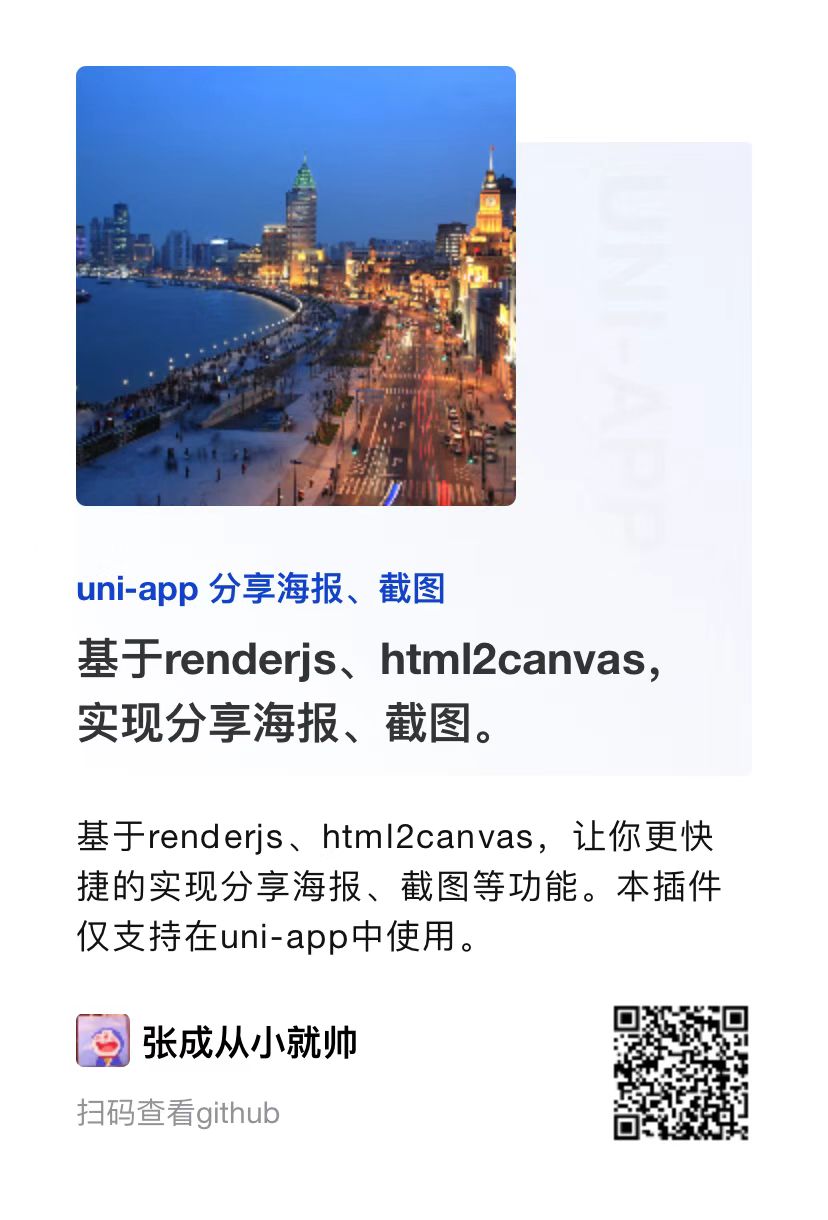 UNI-APP
uni-app 分享海报、截图
基于renderjs、html2canvas，
实现分享海报、截图。
基于renderjs、html2canvas，让你更快
捷的实现分享海报、截图等功能。本插件
仅支持在uni-app中使用。
张成从小就帅
扫码查看github